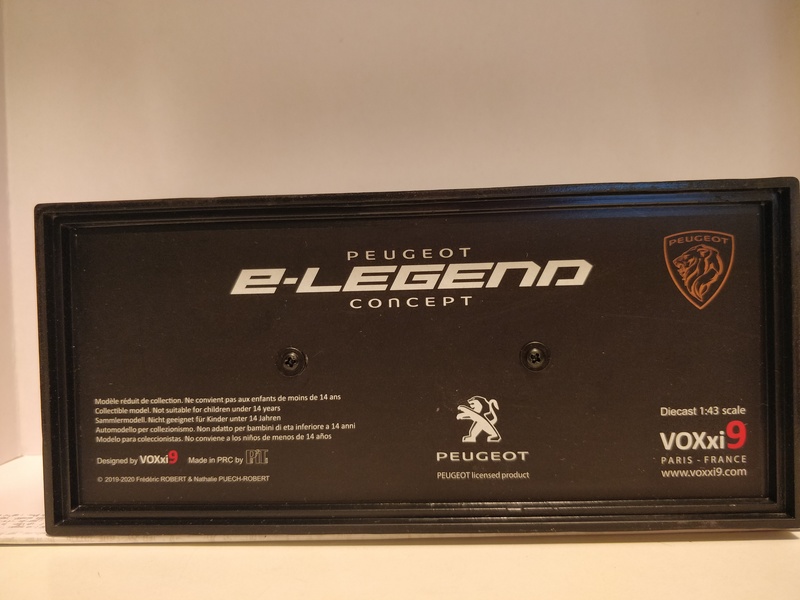 PEUGEOT
e-LEGEND
CONCEPT
PEUGEOT
Modèle réduit de collection. Ne convient pas aux enfants de moins de 14 ans
Collectible model. Not suitable for children under 14 years
Sammelmodell. Nicht geeignet für Kinder unter 14 Jahren
Automodello per collezionismo. Non adatto per bambini di eta inferiore a 14 anni
Modelo para coleccionistas. No conviene a los niños de menos de 14 años
Designed by VOXxi9 Made in PRC by
© 2019-2020 Frédéric ROBERT & Nathalie PUECH-ROBERT
PEUGEOT
PEUGEOT licensed product
Diecast 1:43 scale
VOXxi9
PARIS - FRANCE
www.voxxi9.com